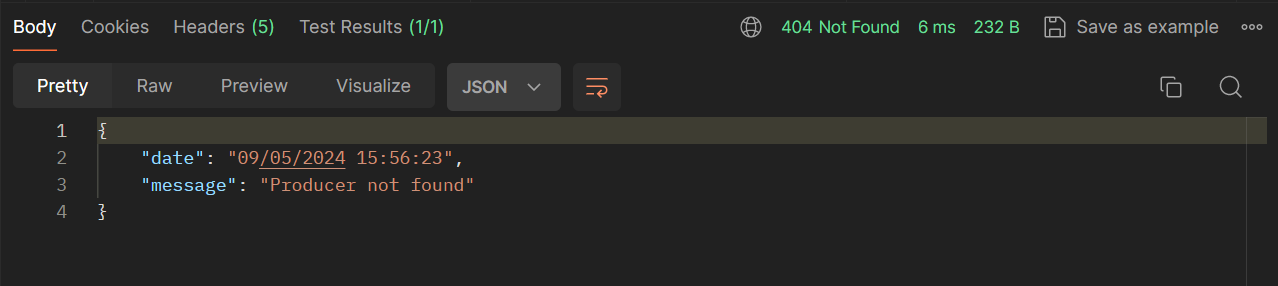 Body Cookies Headers (5) Test Results (1/1) 404 Not Found 6 ms 232 B Save as example
Pretty Raw Preview Visualize JSON
1 {
2 "date": "09/05/2024 15:56:23",
3 "message": "Producer not found"
4 }